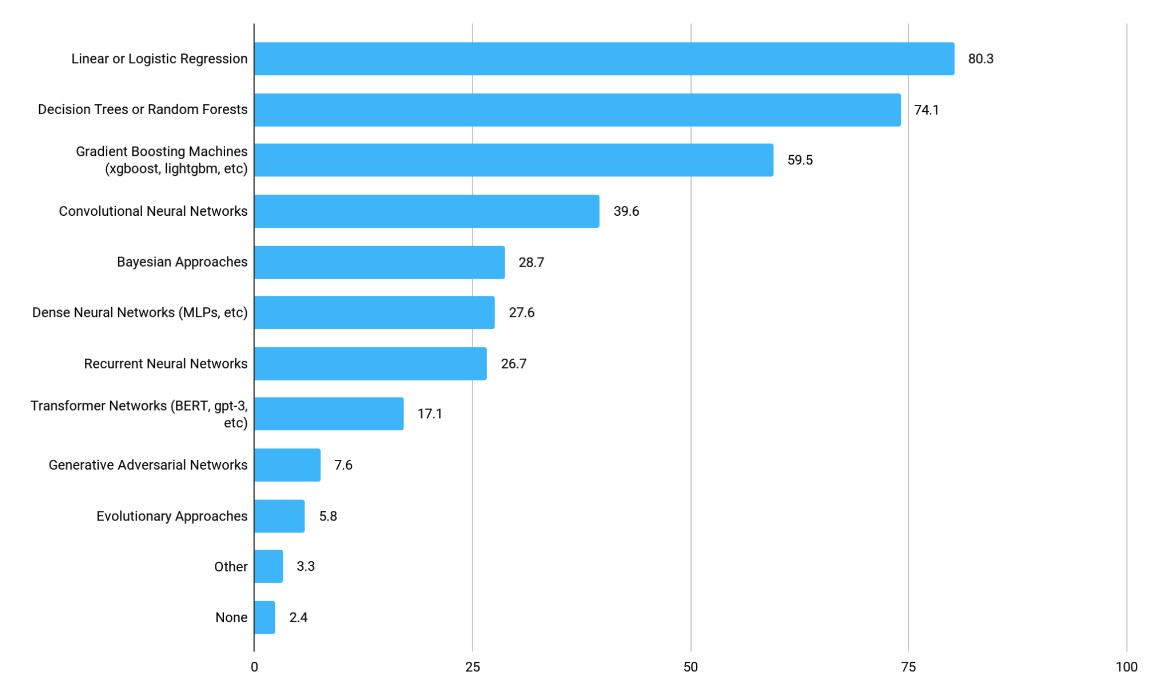 Linear or Logistic Regression
80.3
Decision Trees or Random Forests
74.1
Gradient Boosting Machines
(xgboost, lightgbm, etc)
59.5
Convolutional Neural Networks
39.6
Bayesian Approaches
28.7
Dense Neural Networks (MLPs, etc)
27.6
Recurrent Neural Networks
26.7
Transformer Networks (BERT, gpt-3,
etc)
17.1
Generative Adversarial Networks
7.6
Evolutionary Approaches
5.8
Other
3.3
None
2.4
0
25
50
75
100